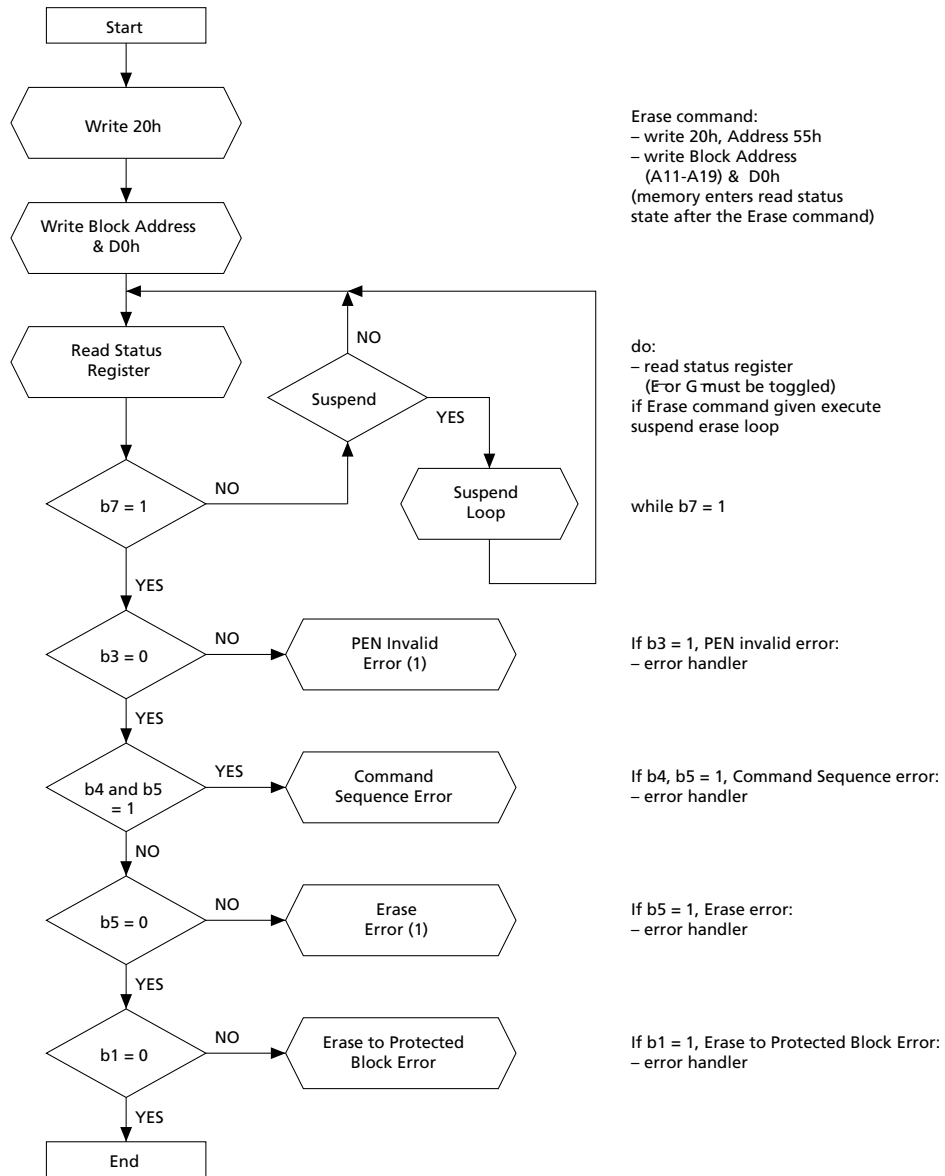 Start
Write 20h
Erase command:
– write 20h, Address 55h
– write Block Address
(A11-A19) & D0h
(memory enters read status
state after the Erase command)
Write Block Address
& D0h
NO
Read Status
Register
Suspend
YES
do:
– read status register
(E or G must be toggled)
if Erase command given execute
suspend erase loop
b7 = 1
NO
Suspend
Loop
while b7 = 1
YES
b3 = 0
NO
PEN Invalid
Error (1)
If b3 = 1, PEN invalid error:
– error handler
YES
b4 and b5
= 1
YES
Command
Sequence Error
If b4, b5 = 1, Command Sequence error:
– error handler
NO
b5 = 0
NO
Erase
Error (1)
If b5 = 1, Erase error:
– error handler
YES
b1 = 0
NO
Erase to Protected
Block Error
If b1 = 1, Erase to Protected Block Error:
– error handler
YES
End